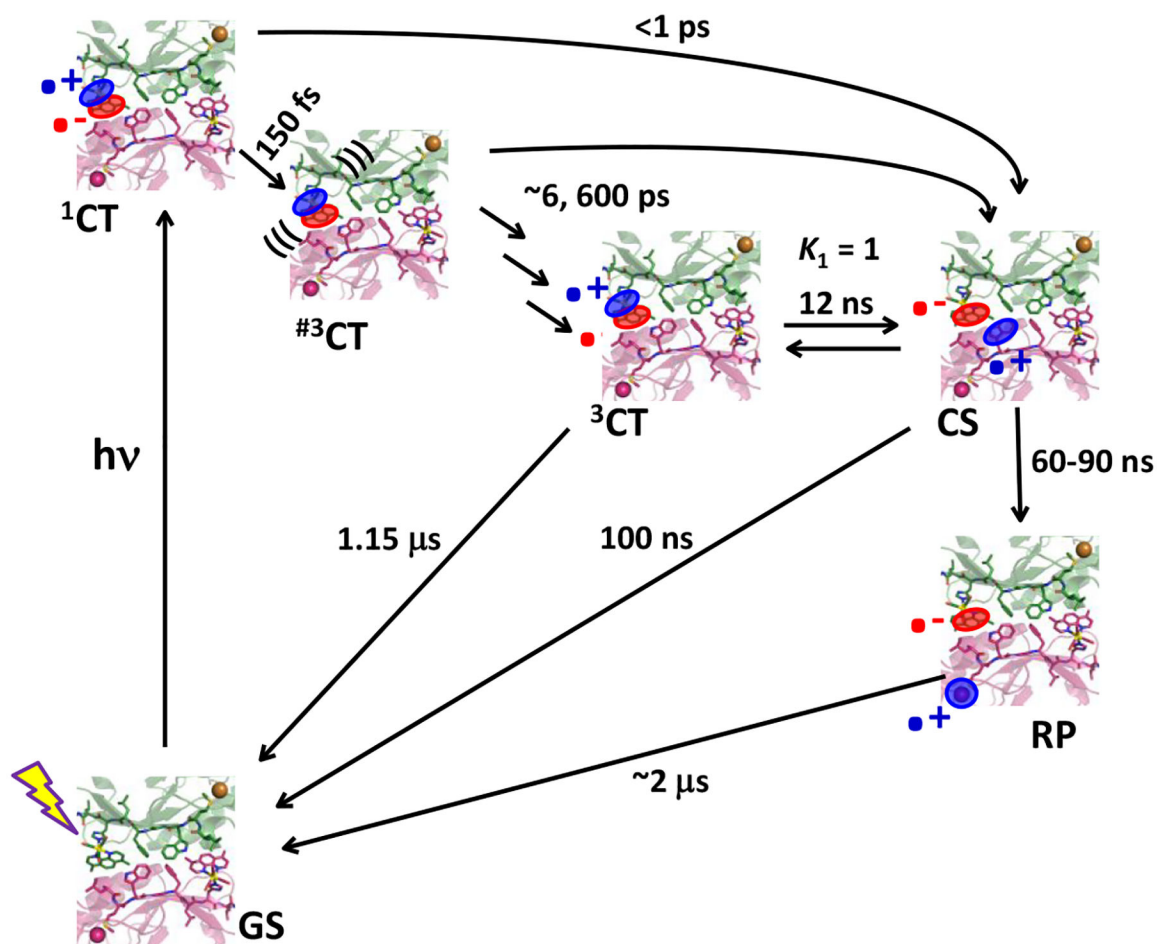 <1 ps
+
-
150 fs
¹CT
~6, 600 ps
#³CT
+
K₁ = 1
12 ns
-
+
³CT
CS
hν
60-90 ns
1.15 μs
100 ns
-
+
RP
~2 μs
GS